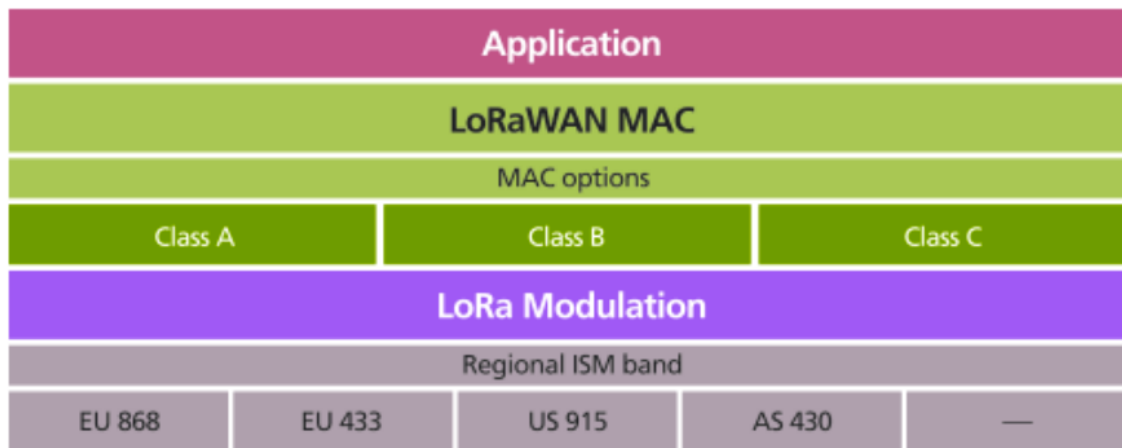 Application
LoRaWAN MAC
MAC options
Class A Class B Class C
LoRa Modulation
Regional ISM band
EU 868 EU 433 US 915 AS 430 —